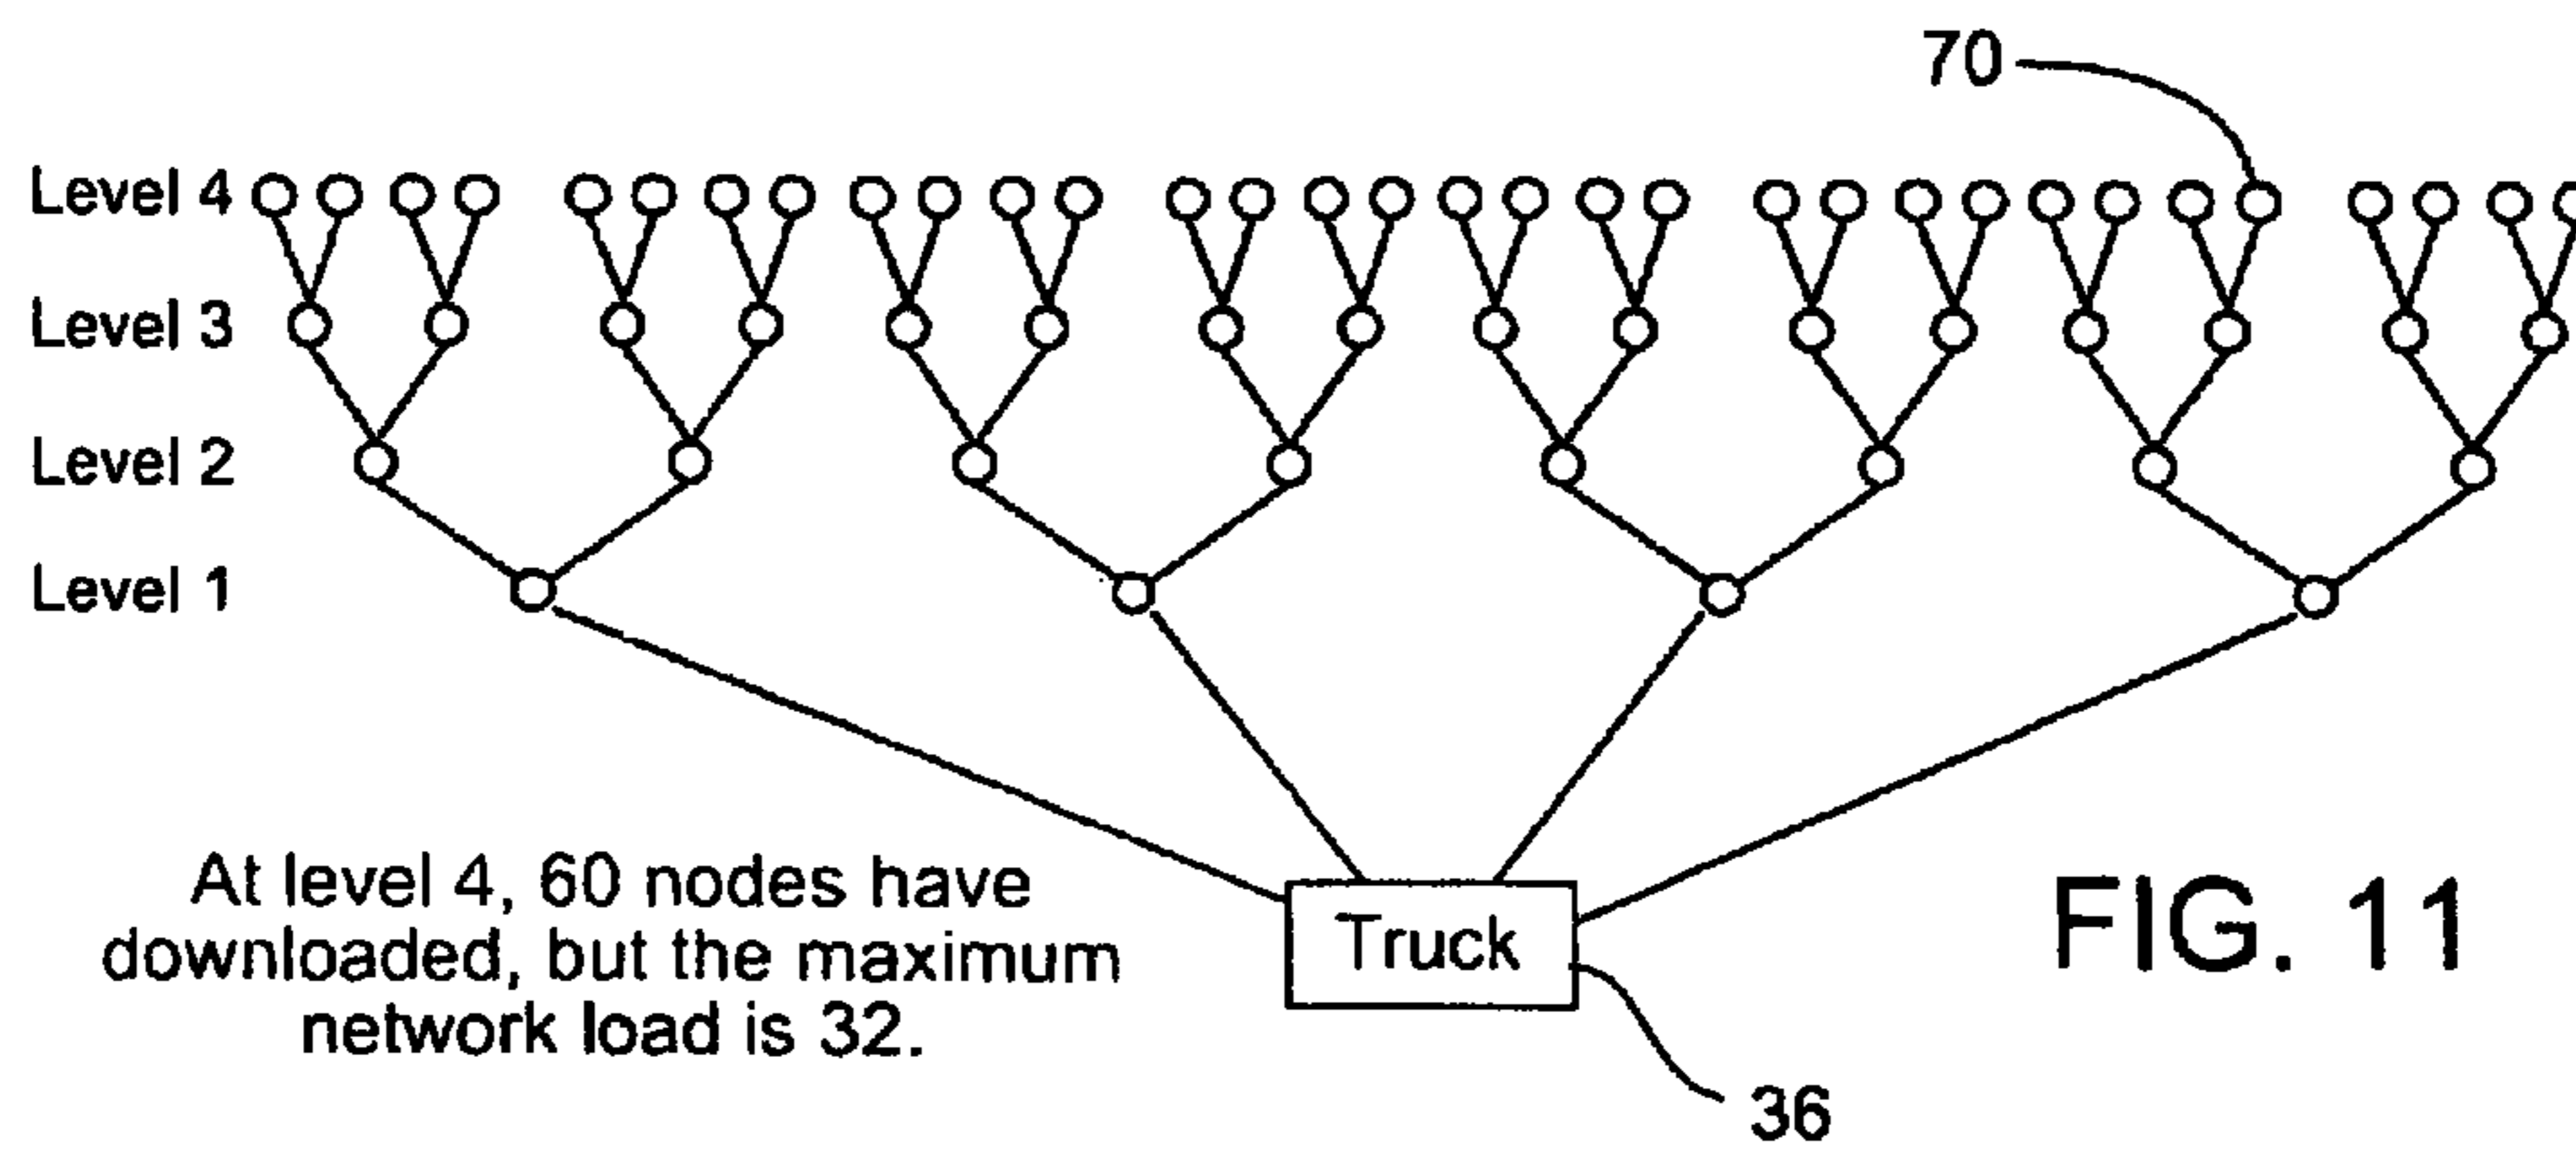 70
Level 4
Level 3
Level 2
Level 1
At level 4, 60 nodes have
downloaded, but the maximum
network load is 32.
Truck
FIG. 11
36